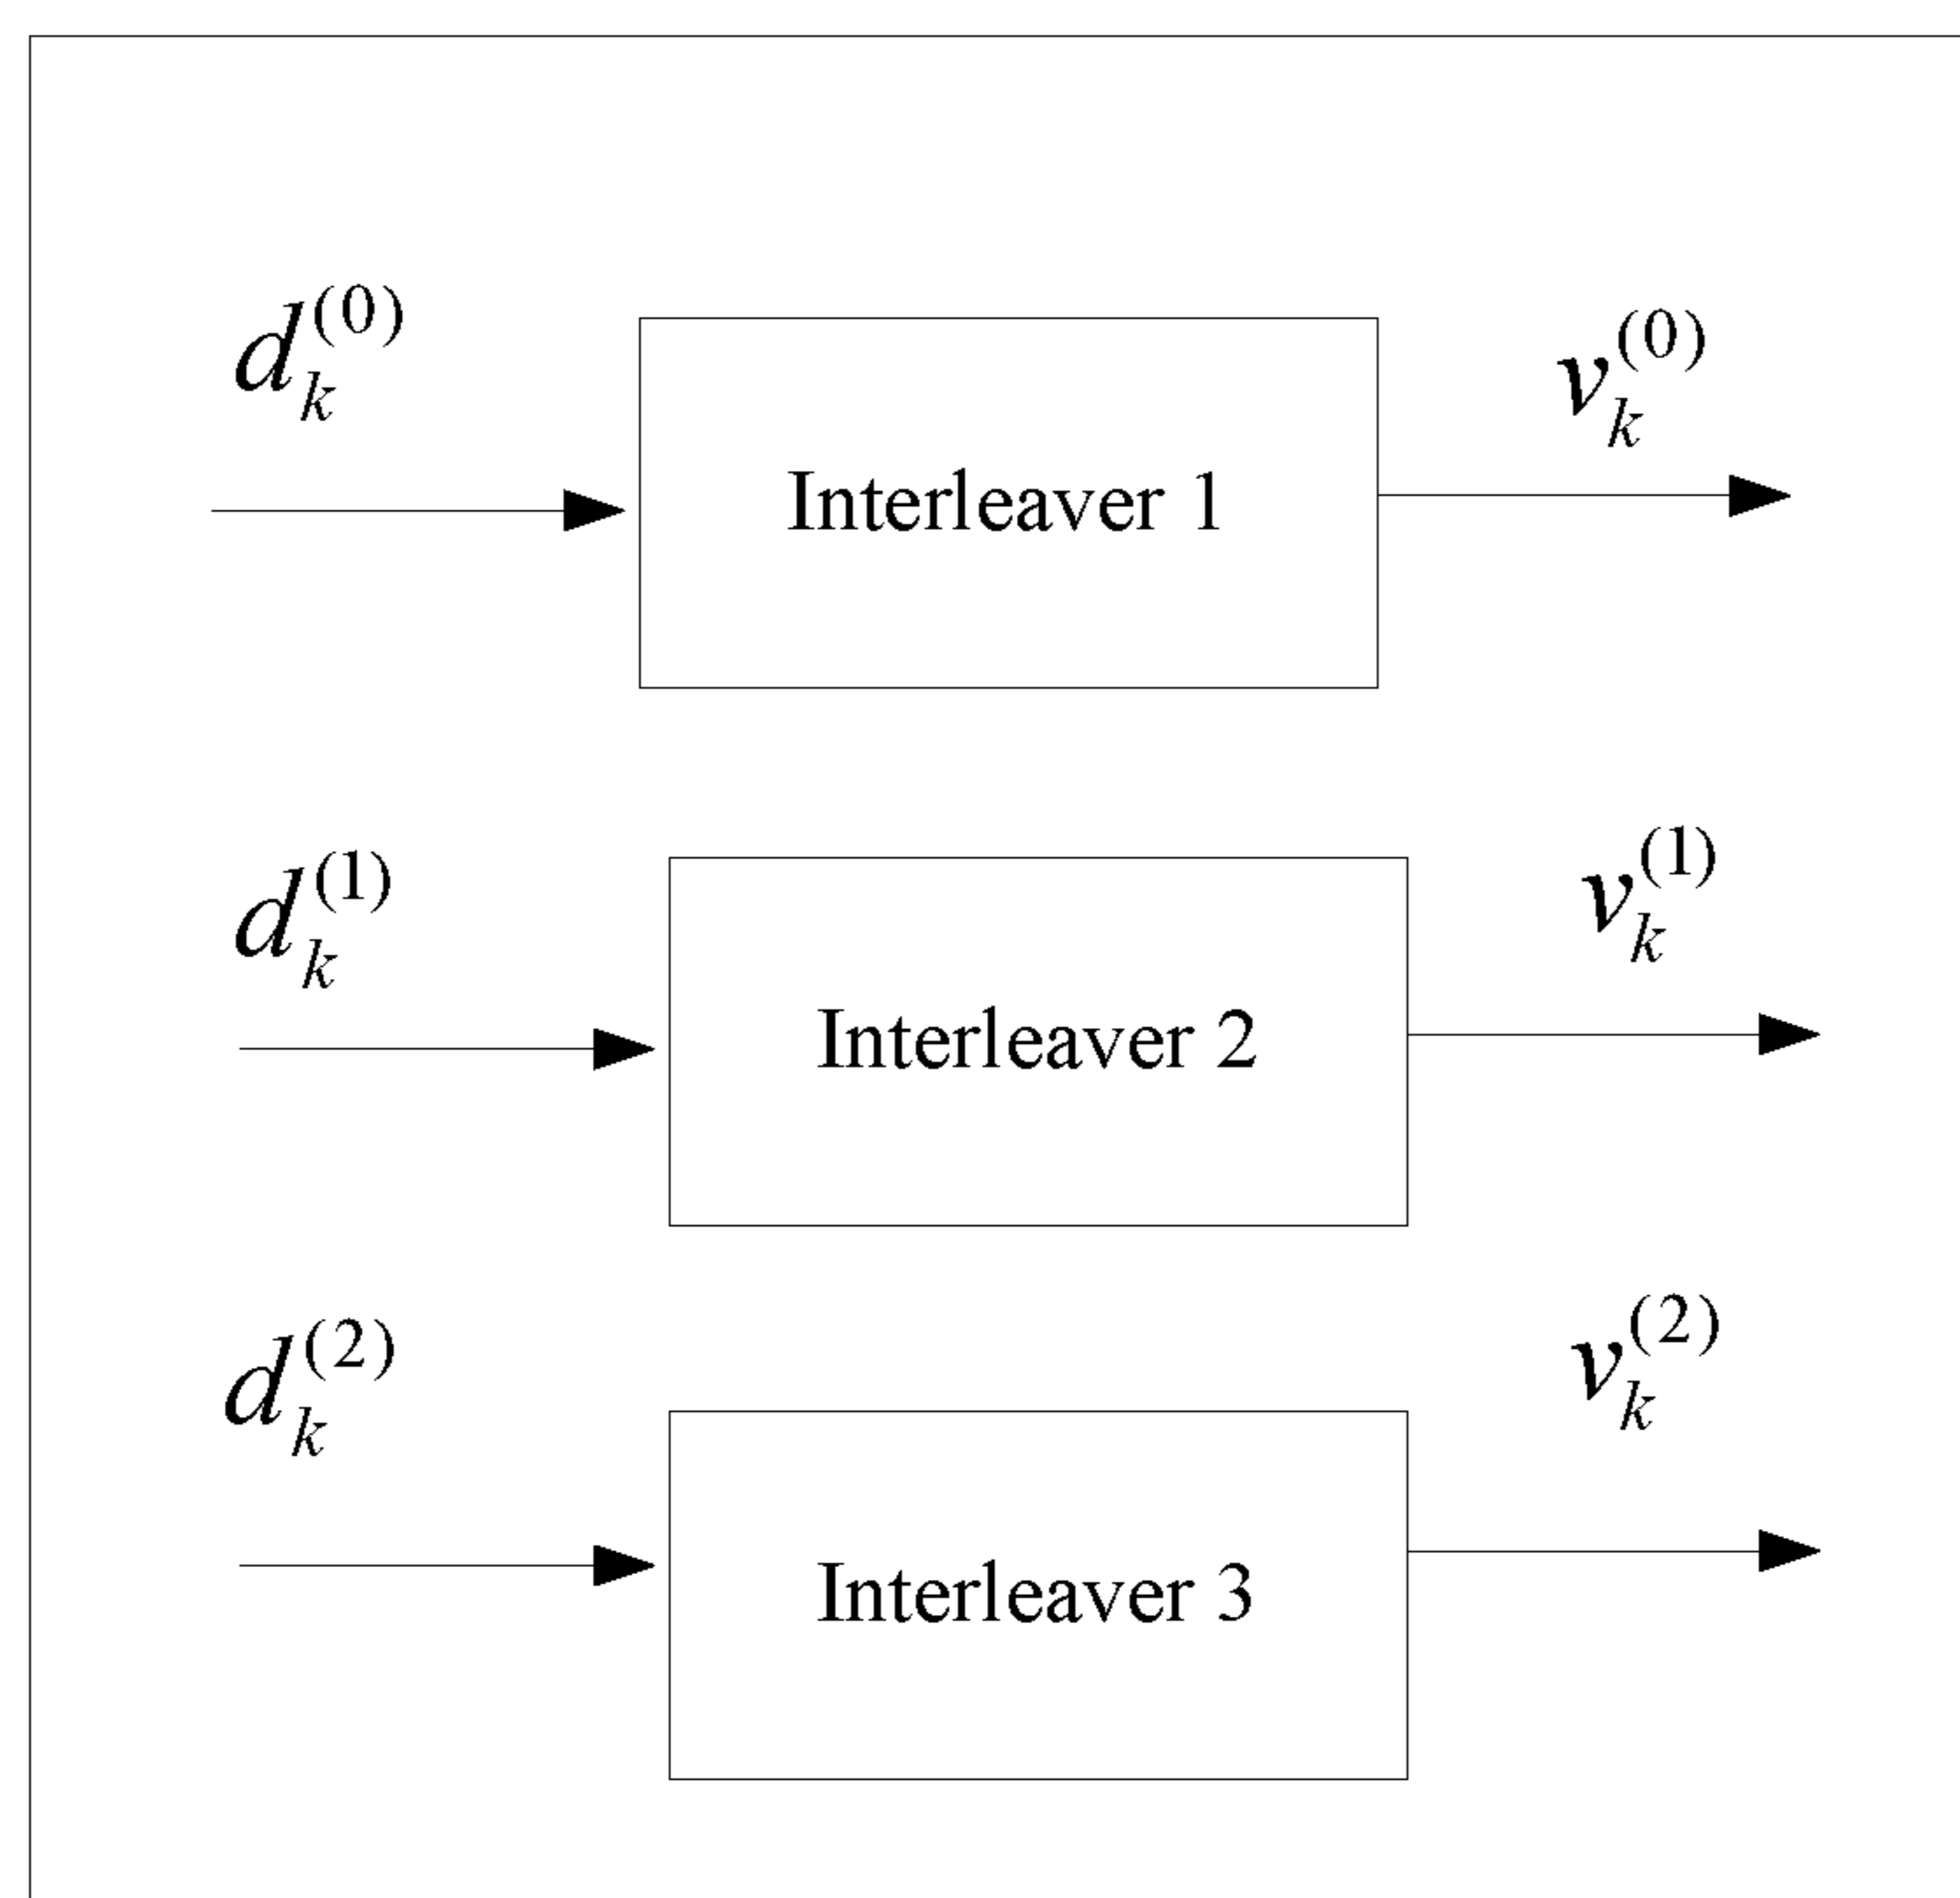 d_k^{(0)}
v_k^{(0)}
Interleaver 1
d_k^{(1)}
v_k^{(1)}
Interleaver 2
d_k^{(2)}
v_k^{(2)}
Interleaver 3